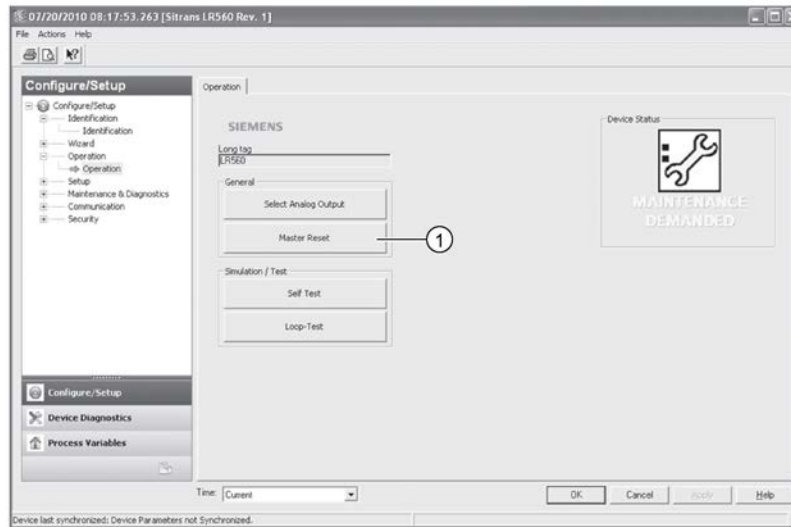 07/20/2010 08:17:53.263 [Sitrans LR560 Rev. 1]
File Actions Help
Configure/Setup
Configure/Setup
Identification
Identification
Wizard
Operation
Operation
Setup
Maintenance & Diagnostics
Communication
Security
Configure/Setup
Device Diagnostics
Process Variables
Operation
SIEMENS
Long tag
LR560
General
Select Analog Output
Master Reset
1
Simulation / Test
Self Test
Loop-Test
Device Status
MAINTENANCE
DEMANDED
Time: Current
OK Cancel Apply Help
Device last synchronized: Device Parameters not Synchronized.